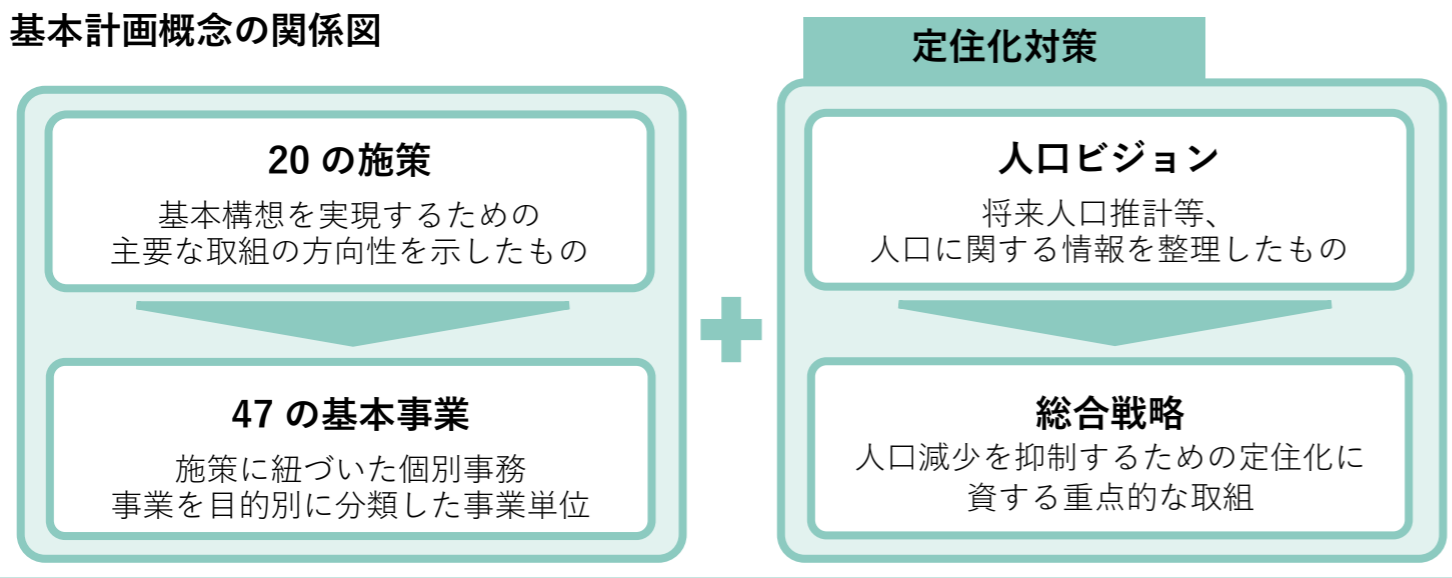 基本計画概念の関係図
20 の施策
基本構想を実現するための
主要な取組の方向性を示したもの
47 の基本事業
施策に紐づいた個別事務
事業を目的別に分類した事業単位
定住化対策
人口ビジョン
将来人口推計等、
人口に関する情報を整理したもの
総合戦略
人口減少を抑制するための定住化に
資する重点的な取組